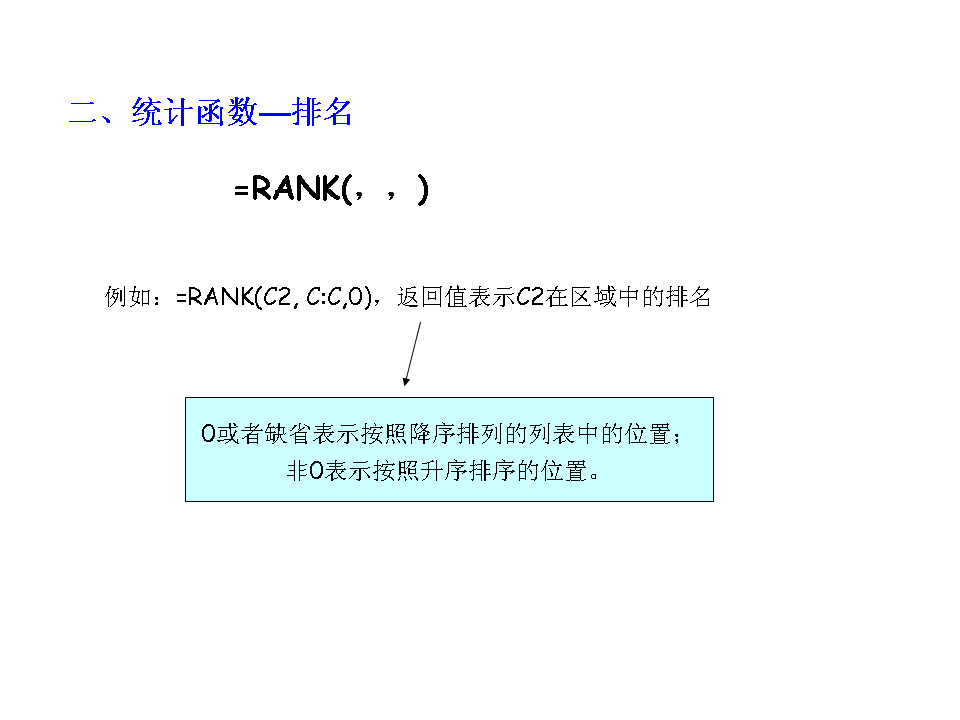 二、统计函数—排名
=RANK(，，)
例如：=RANK(C2, C:C,0)，返回值表示C2在区域中的排名
0或者缺省表示按照降序排列的列表中的位置；
非0表示按照升序排序的位置。